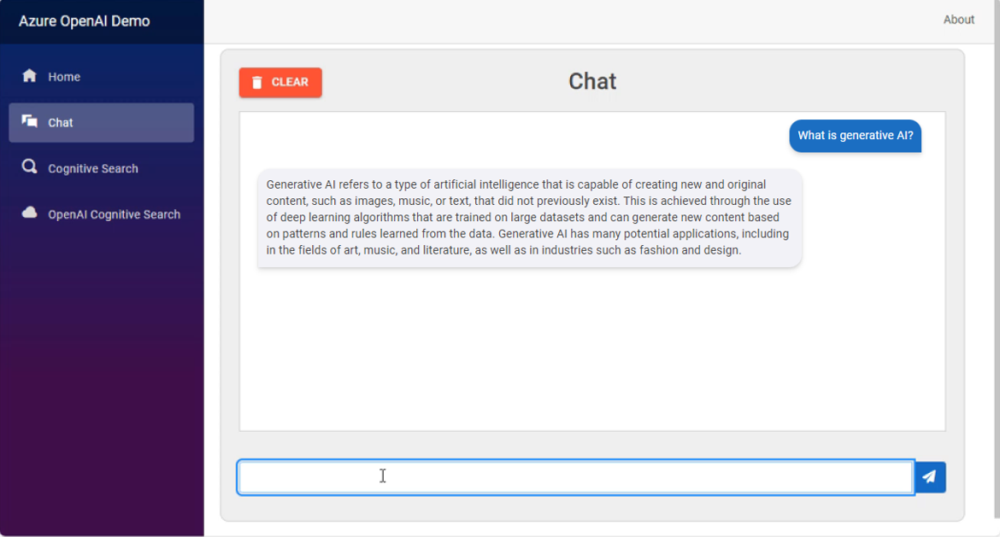 Azure OpenAI Demo
About
Home
Chat
Cognitive Search
OpenAI Cognitive Search
CLEAR
Chat
What is generative AI?
Generative AI refers to a type of artificial intelligence that is capable of creating new and original
content, such as images, music, or text, that did not previously exist. This is achieved through the use
of deep learning algorithms that are trained on large datasets and can generate new content based
on patterns and rules learned from the data. Generative AI has many potential applications, including
in the fields of art, music, and literature, as well as in industries such as fashion and design.